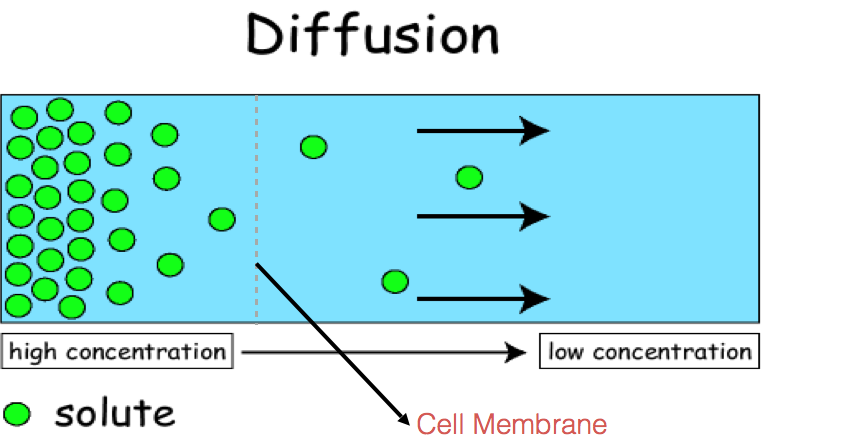 Diffusion
high concentration
low concentration
solute
Cell Membrane